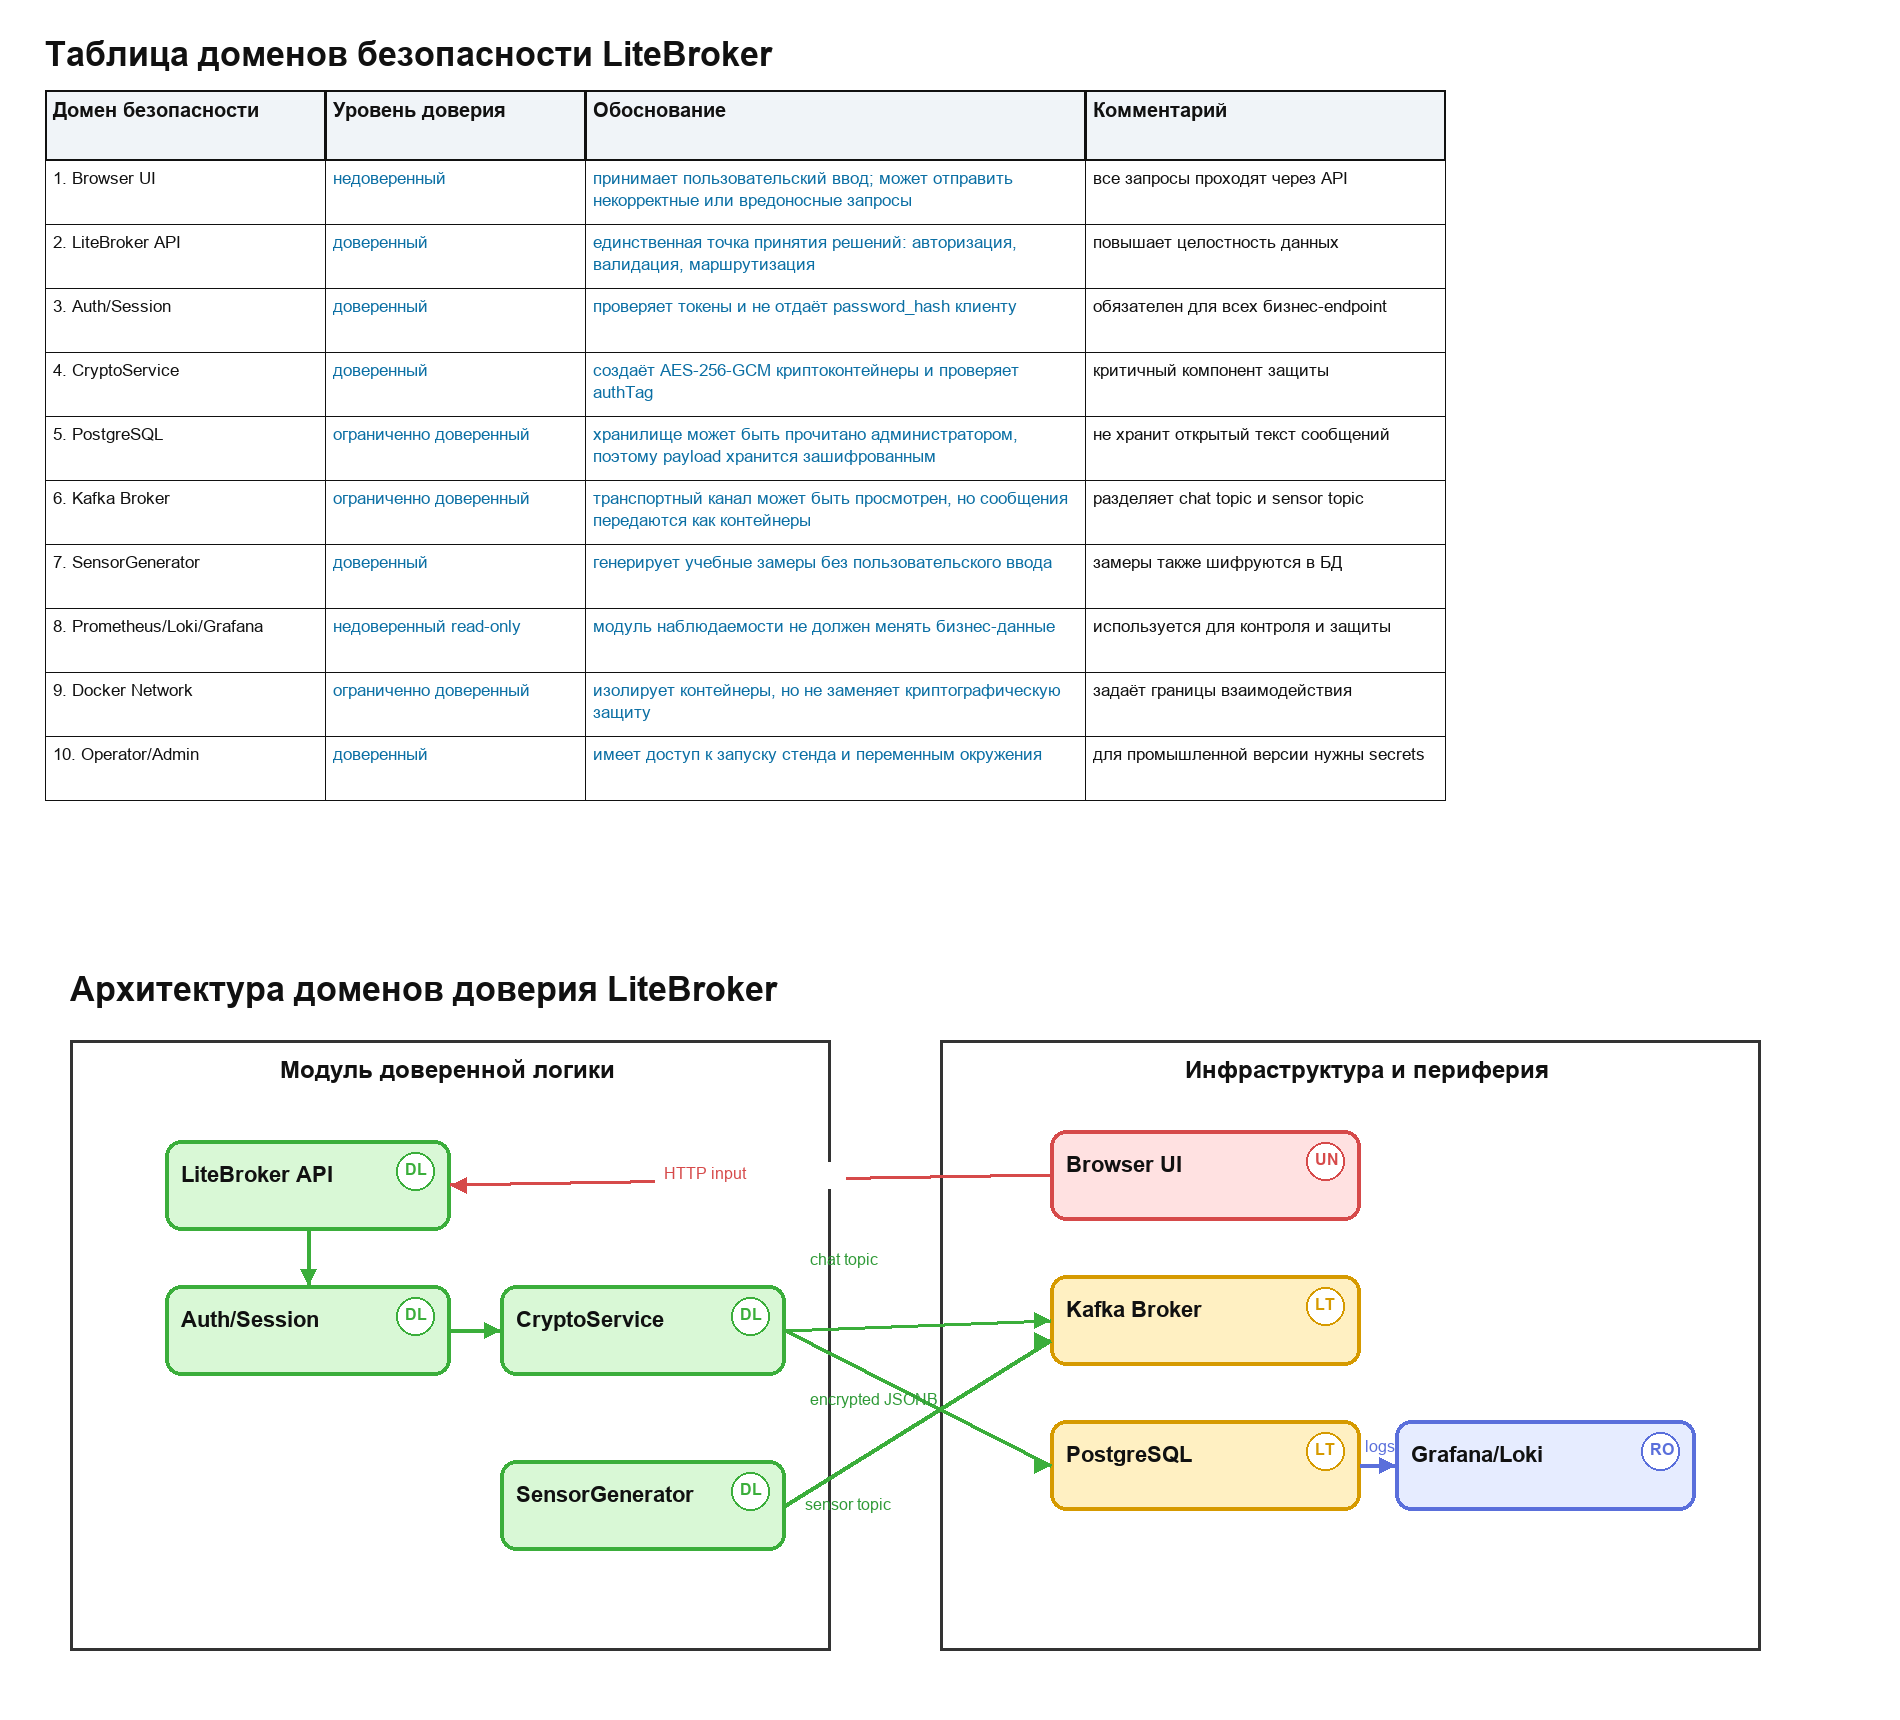 Таблица доменов безопасности LiteBroker
Домен безопасности
Уровень доверия
Обоснование
Комментарий
1. Browser UI
недоверенный
принимает пользовательский ввод; может отправить
некорректные или вредоносные запросы
все запросы проходят через API
2. LiteBroker API
доверенный
единственная точка принятия решений: авторизация,
валидация, маршрутизация
повышает целостность данных
3. Auth/Session
доверенный
проверяет токены и не отдаёт password_hash клиенту
обязателен для всех бизнес-endpoint
4. CryptoService
доверенный
создаёт AES-256-GCM криптоконтейнеры и проверяет
authTag
критичный компонент защиты
5. PostgreSQL
ограниченно доверенный
хранилище может быть прочитано администратором,
поэтому payload хранится зашифрованным
не хранит открытый текст сообщений
6. Kafka Broker
ограниченно доверенный
транспортный канал может быть просмотрен, но сообщения
передаются как контейнеры
разделяет chat topic и sensor topic
7. SensorGenerator
доверенный
генерирует учебные замеры без пользовательского ввода
замеры также шифруются в БД
8. Prometheus/Loki/Grafana
недоверенный read-only
модуль наблюдаемости не должен менять бизнес-данные
используется для контроля и защиты
9. Docker Network
ограниченно доверенный
изолирует контейнеры, но не заменяет криптографическую
защиту
задаёт границы взаимодействия
10. Operator/Admin
доверенный
имеет доступ к запуску стенда и переменным окружения
для промышленной версии нужны secrets
Архитектура доменов доверия LiteBroker
Модуль доверенной логики
Инфраструктура и периферия
LiteBroker API
DL
HTTP input
Browser UI
UN
chat topic
Auth/Session
DL
CryptoService
DL
Kafka Broker
LT
encrypted JSONB
PostgreSQL
LT
logs
Grafana/Loki
RO
SensorGenerator
DL
sensor topic